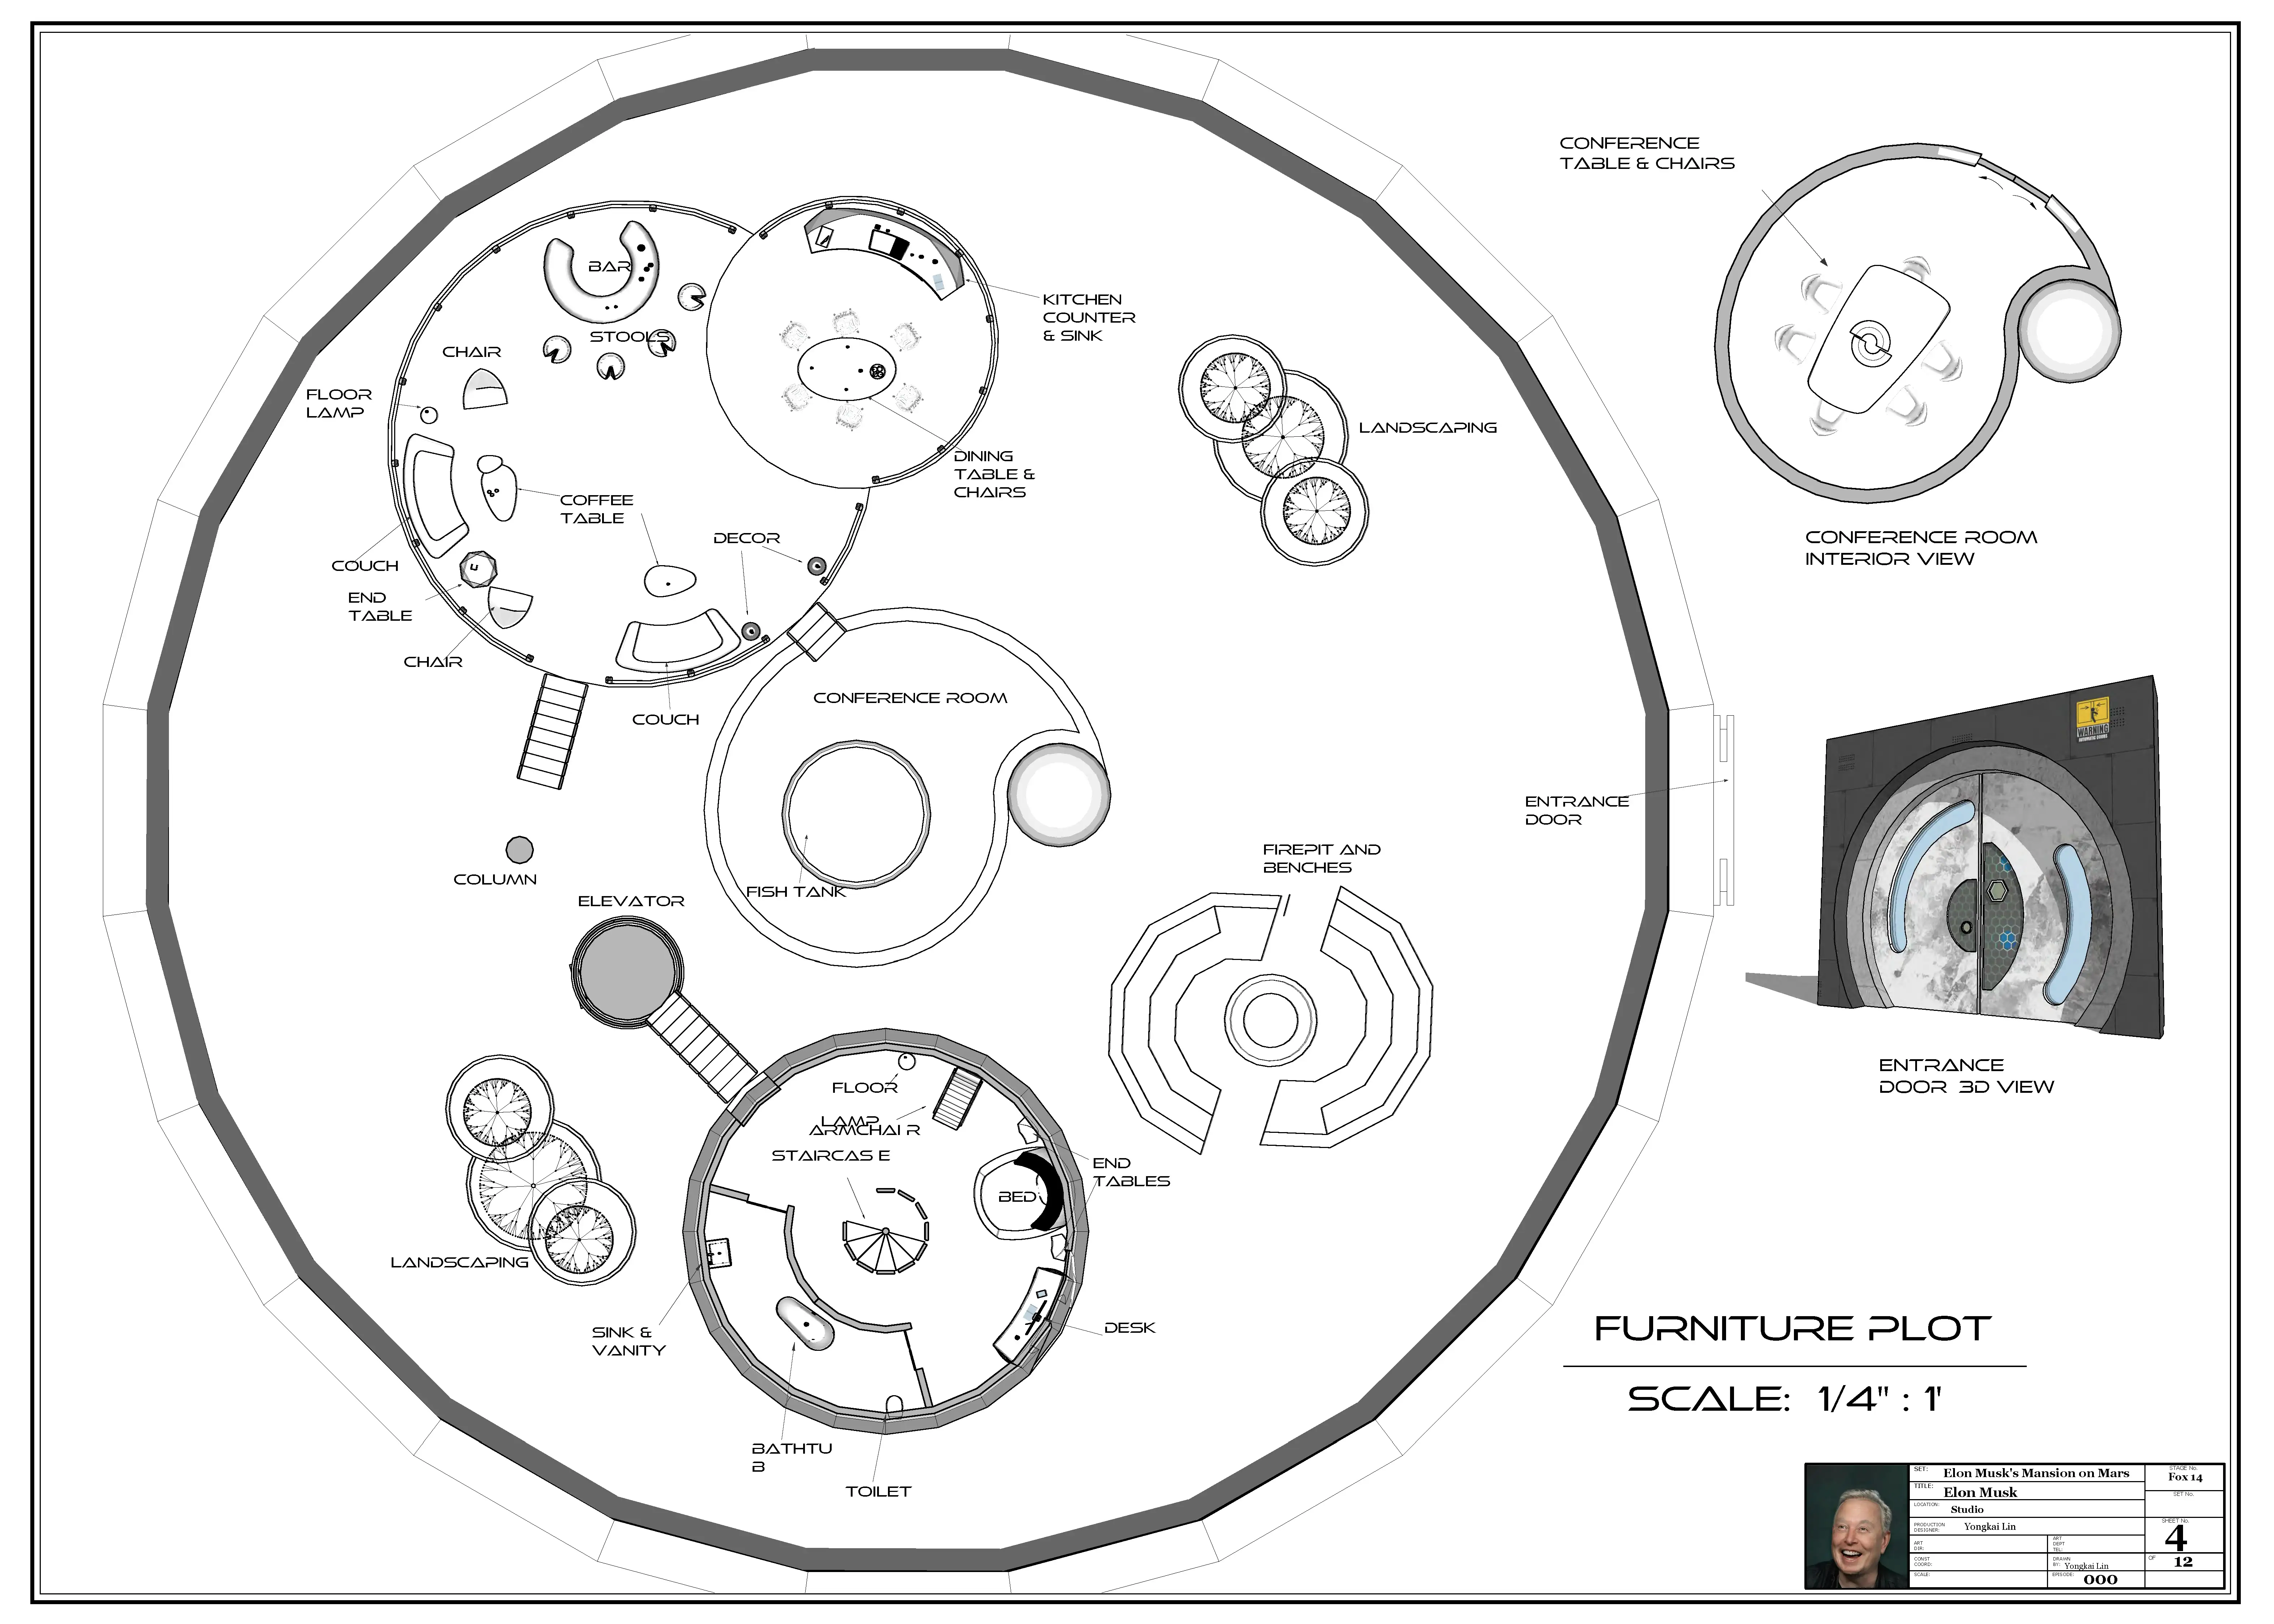 CONFERENCE
TABLE & CHAIRS
BAR
KITCHEN
COUNTER
& SINK
STOOLS
CHAIR
FLOOR
LAMP
LANDSCAPING
DINING
TABLE &
CHAIRS
COFFEE
TABLE
DECOR
CONFERENCE ROOM
INTERIOR VIEW
COUCH
END
TABLE
CHAIR
CONFERENCE ROOM
COUCH
WARNING
ENTRANCE
DOOR
FIREPIT AND
BENCHES
COLUMN
FISH TANK
ELEVATOR
ENTRANCE
DOOR 3D VIEW
FLOOR
LAMP
ARMCHAI R
STAIRCAS E
END
TABLES
BED
LANDSCAPING
SINK &
VANITY
DESK
BATHTU
B
TOILET
FURNITURE PLOT
SCALE: 1/4" : 1'
SET: Elon Musk's Mansion on Mars
STAGE No.
Fox 14
TITLE: Elon Musk
SET No.
LOCATION:
Studio
PRODUCTION
DESIGNER: Yongkai Lin
SHEET No.
4
ART
DIR:
ART
DEPT
TEL:
CONST
COORD:
DRAWN
BY: Yongkai Lin
OF 12
SCALE:
EPISODE: 000